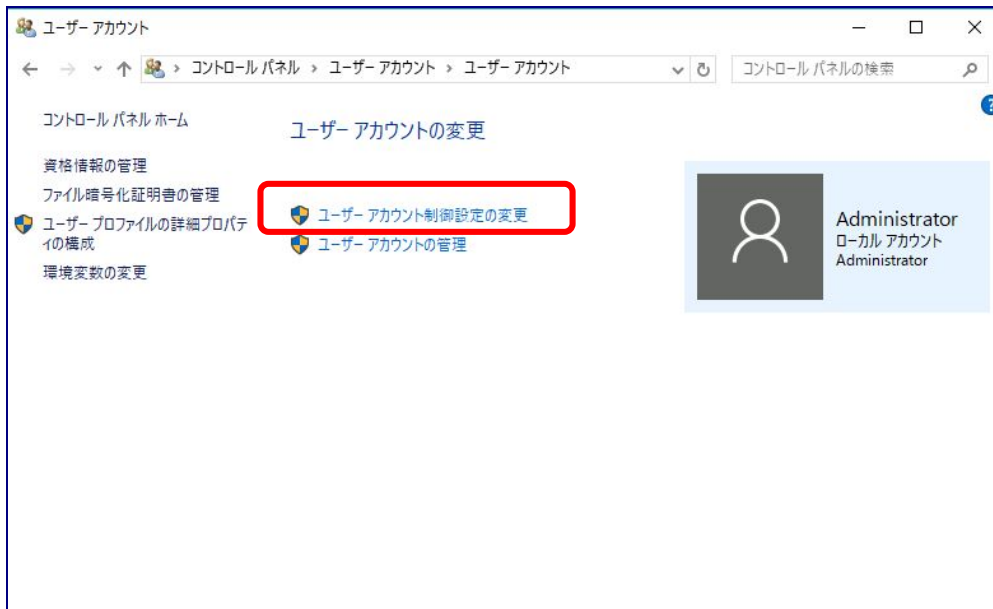 ユーザー アカウント
コントロール パネル › ユーザー アカウント › ユーザー アカウント
コントロール パネルの検索
コントロール パネル ホーム
資格情報の管理
ファイル暗号化証明書の管理
ユーザー プロファイルの詳細プロパテ
ィの構成
環境変数の変更
ユーザー アカウントの変更
ユーザー アカウント制御設定の変更
ユーザー アカウントの管理
Administrator
ローカル アカウント
Administrator